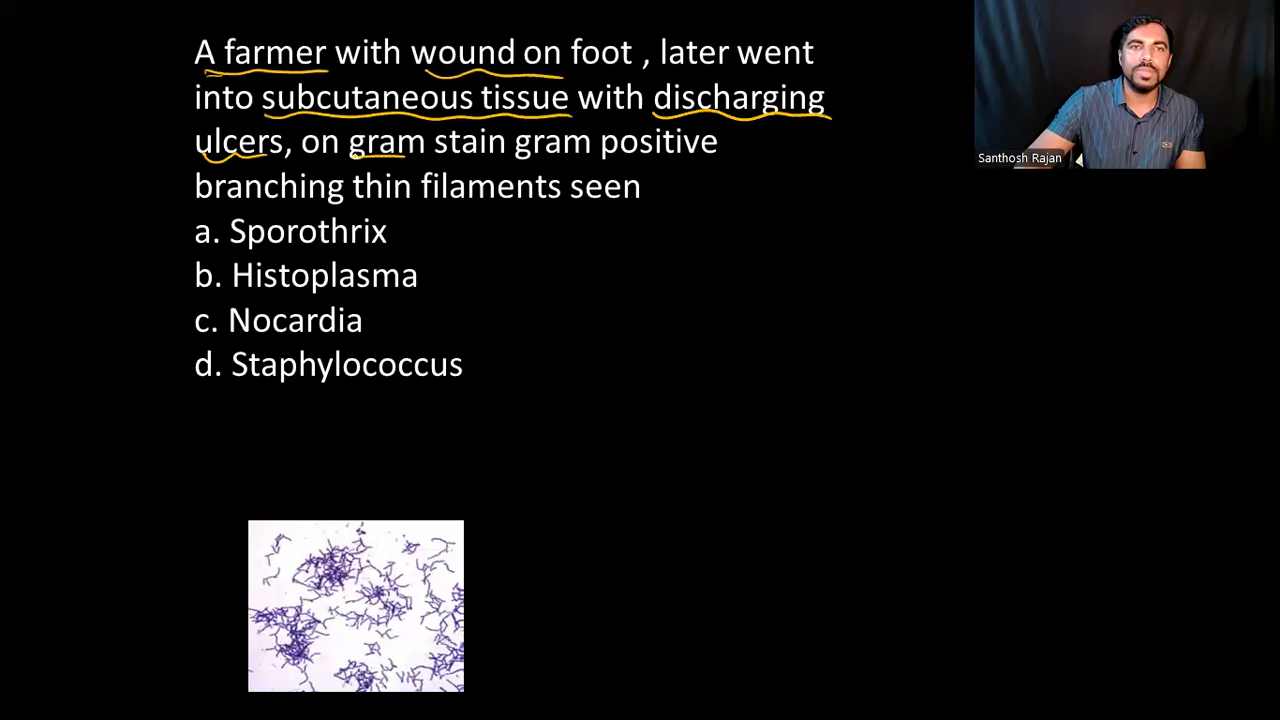 A farmer with wound on foot , later went
into subcutaneous tissue with discharging
ulcers, on gram stain gram positive
branching thin filaments seen
a. Sporothrix
b. Histoplasma
c. Nocardia
d. Staphylococcus
Santhosh Rajan